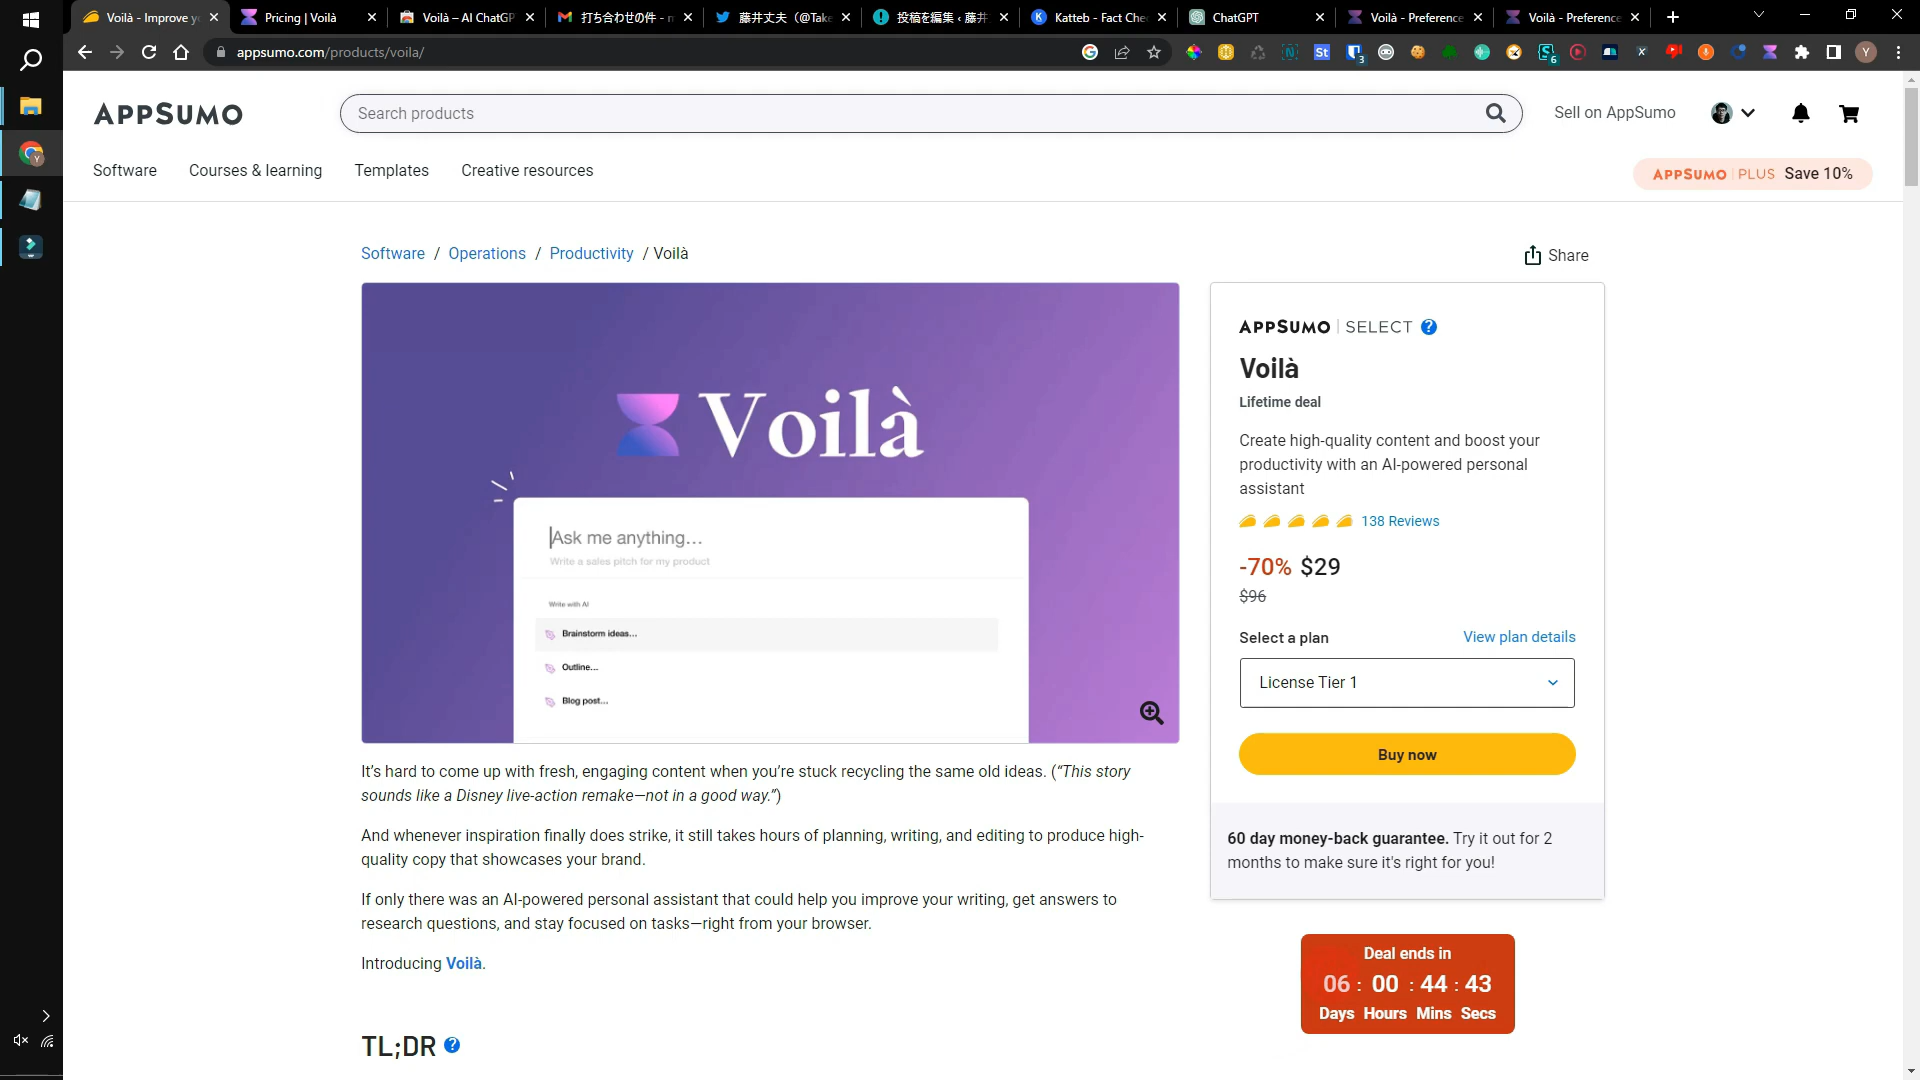 Voilà - Improve yo
Pricing | Voilà
Voilà – AI ChatGP
打ち合わせの件 - n
藤井丈夫（@Take
投稿を編集 ‹ 藤井
Katteb - Fact Chec
ChatGPT
Voilà - Preference
Voilà - Preference
appsumo.com/products/voila/
APPSUMO
Search products
Sell on AppSumo
Software
Courses & learning
Templates
Creative resources
APPSUMO | PLUS Save 10%
Software / Operations / Productivity / Voilà
Share
Voilà
Ask me anything...
Write a sales pitch for my product
Write with AI
Brainstorm ideas...
Outline...
Blog post...
APPSUMO | SELECT ?
Voilà
Lifetime deal
Create high-quality content and boost your
productivity with an AI-powered personal
assistant
138 Reviews
-70% $29
$96
Select a plan
View plan details
License Tier 1
Buy now
60 day money-back guarantee. Try it out for 2
months to make sure it's right for you!
Deal ends in
06 : 00 : 44 : 43
Days Hours Mins Secs
It’s hard to come up with fresh, engaging content when you’re stuck recycling the same old ideas. (“This story
sounds like a Disney live-action remake—not in a good way.”)
And whenever inspiration finally does strike, it still takes hours of planning, writing, and editing to produce high-
quality copy that showcases your brand.
If only there was an AI-powered personal assistant that could help you improve your writing, get answers to
research questions, and stay focused on tasks—right from your browser.
Introducing Voilà.
TL;DR ?